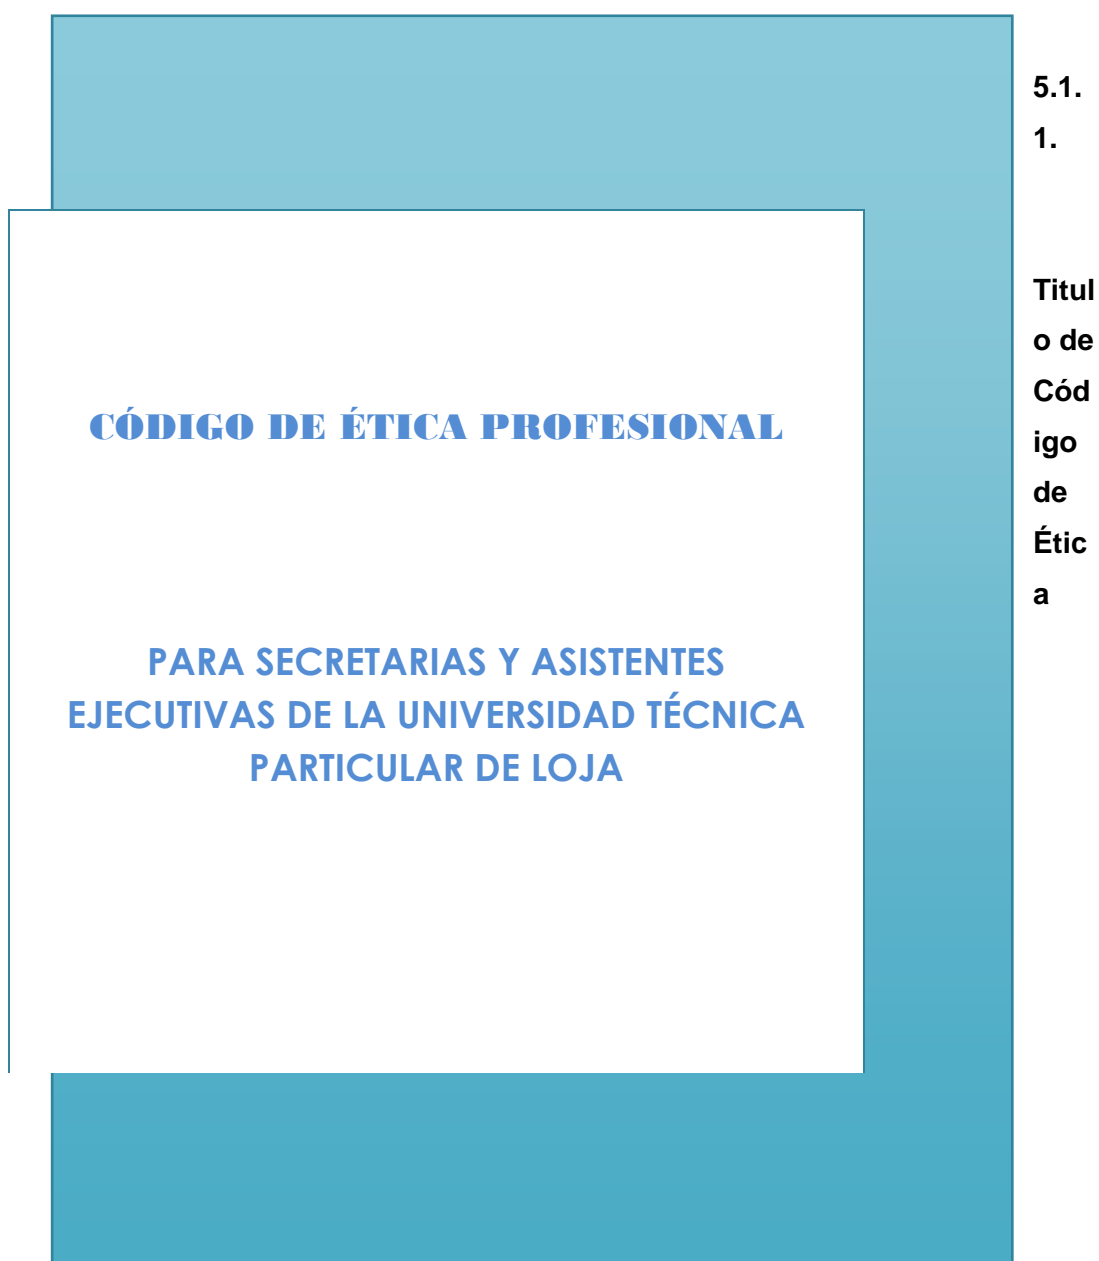 5.1.
1.
Titul
o de
Cód
igo
de
Étic
a
CÓDIGO DE ÉTICA PROFESIONAL
PARA SECRETARIAS Y ASISTENTES
EJECUTIVAS DE LA UNIVERSIDAD TÉCNICA
PARTICULAR DE LOJA